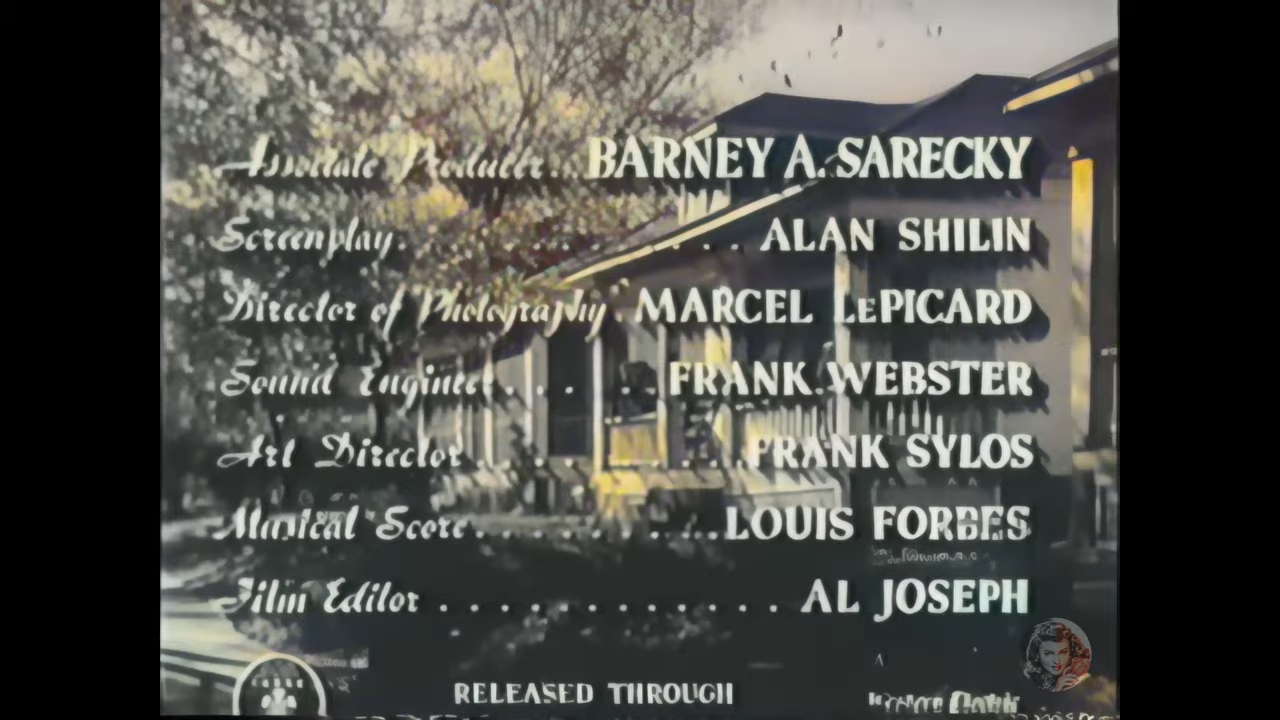 Associate Producer... BARNEY A. SARECKY
Screenplay. . . . . . . . . ALAN SHILIN
Director of Photography . MARCEL LePICARD
Sound Engineer. . . . . . FRANK WEBSTER
Art Director. . . . . . . . . FRANK SYLOS
Musical Score. . . . . . . . ... LOUIS FORBES
Film Editor . . . . . . . . . . . . AL JOSEPH
RELEASED THROUGH